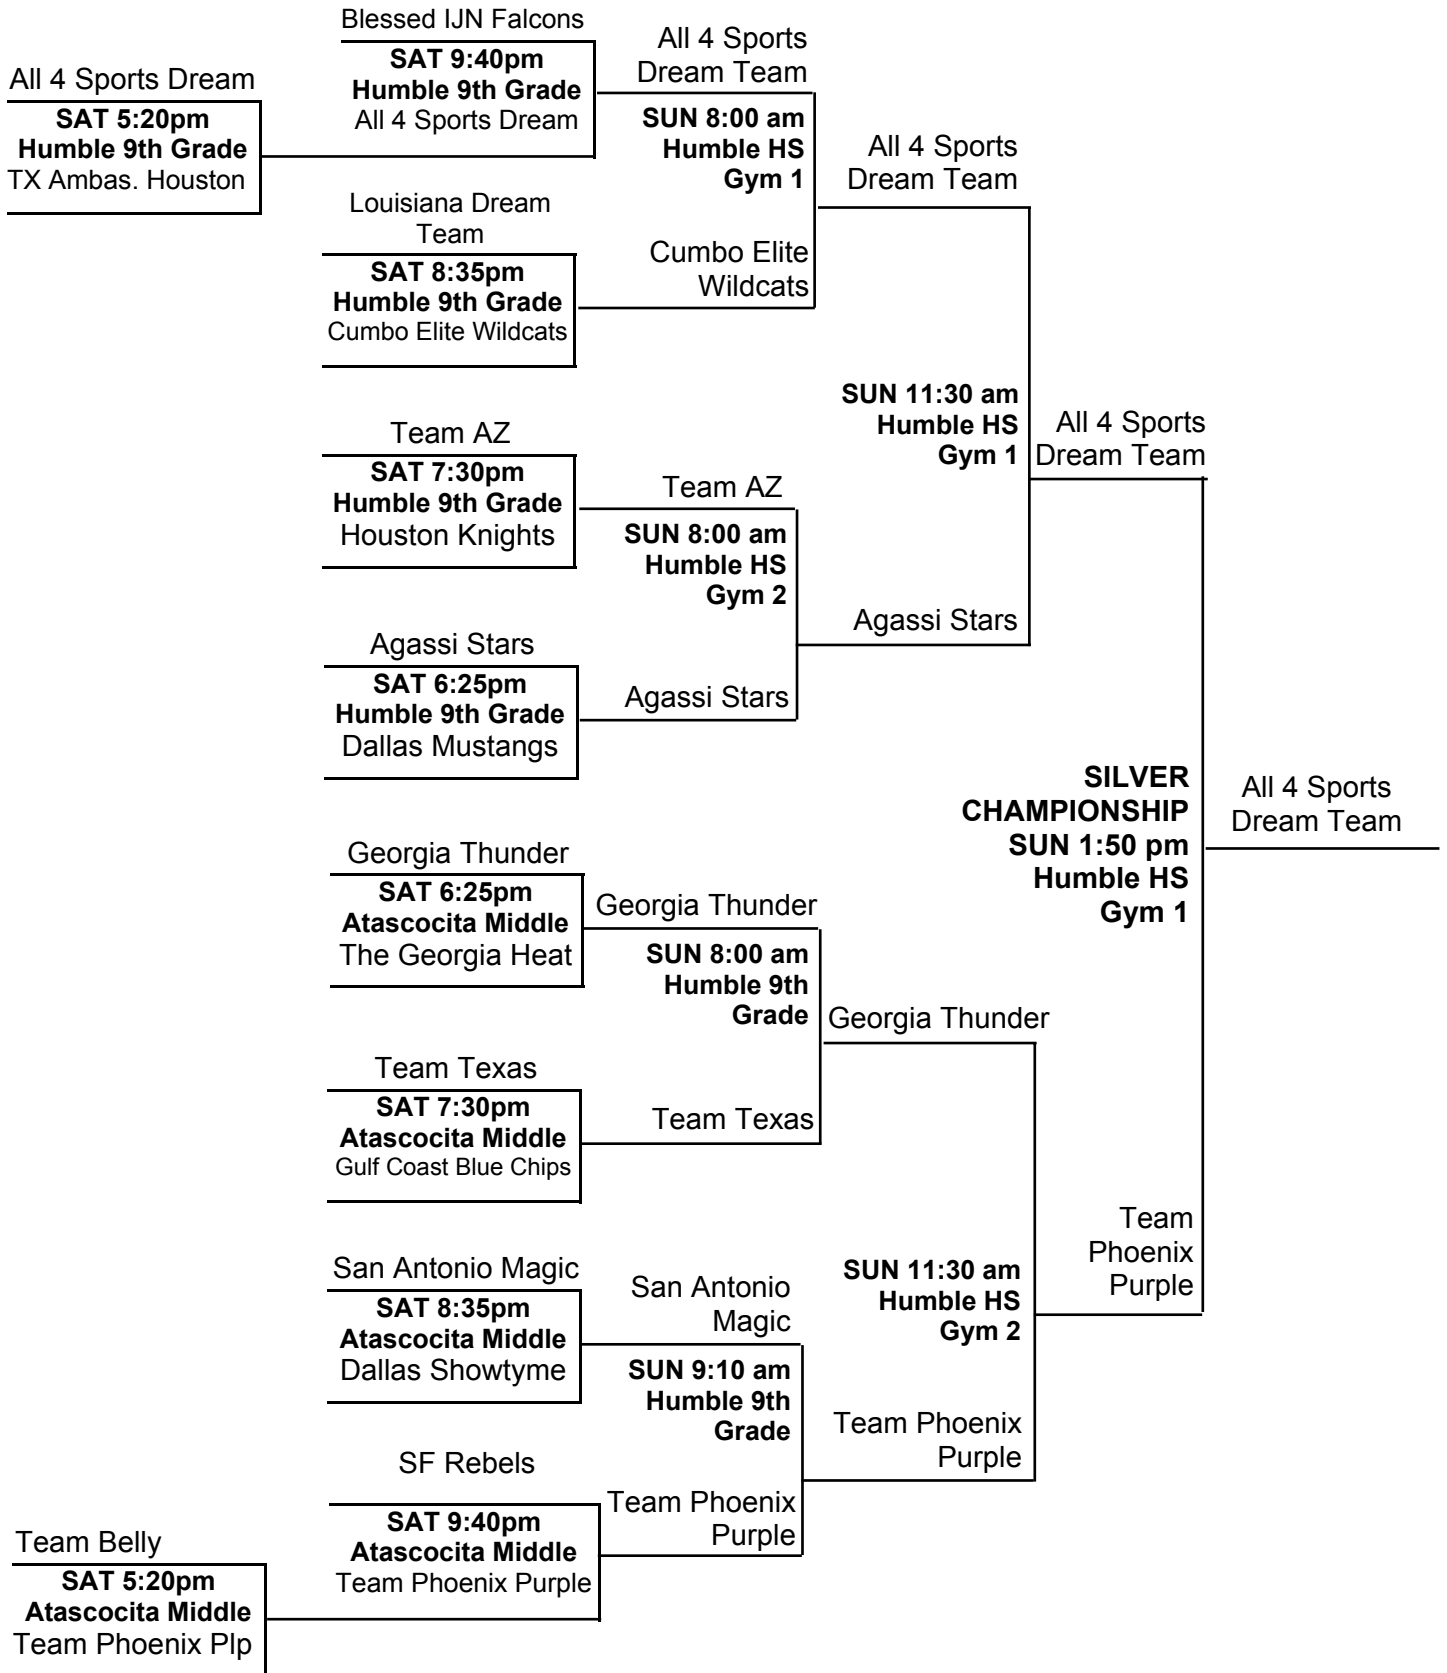 Blessed IJN Falcons
SAT 9:40pm
Humble 9th Grade
All 4 Sports Dream
All 4 Sports Dream
SAT 5:20pm
Humble 9th Grade
TX Ambas. Houston
Louisiana Dream
Team
SAT 8:35pm
Humble 9th Grade
Cumbo Elite Wildcats
All 4 Sports
Dream Team
SUN 8:00 am
Humble HS
Gym 1
Cumbo Elite
Wildcats
All 4 Sports
Dream Team
Team AZ
SAT 7:30pm
Humble 9th Grade
Houston Knights
Agassi Stars
SAT 6:25pm
Humble 9th Grade
Dallas Mustangs
Team AZ
SUN 8:00 am
Humble HS
Gym 2
Agassi Stars
SUN 11:30 am
Humble HS
Gym 1
Agassi Stars
All 4 Sports
Dream Team
SILVER
CHAMPIONSHIP
SUN 1:50 pm
Humble HS
Gym 1
All 4 Sports
Dream Team
Georgia Thunder
SAT 6:25pm
Atascocita Middle
The Georgia Heat
Team Texas
SAT 7:30pm
Atascocita Middle
Gulf Coast Blue Chips
Georgia Thunder
SUN 8:00 am
Humble 9th
Grade
Team Texas
Georgia Thunder
San Antonio Magic
SAT 8:35pm
Atascocita Middle
Dallas Showtyme
SF Rebels
SAT 9:40pm
Atascocita Middle
Team Phoenix Purple
Team Belly
SAT 5:20pm
Atascocita Middle
Team Phoenix Plp
San Antonio
Magic
SUN 9:10 am
Humble 9th
Grade
Team Phoenix
Purple
SUN 11:30 am
Humble HS
Gym 2
Team Phoenix
Purple
Team
Phoenix
Purple